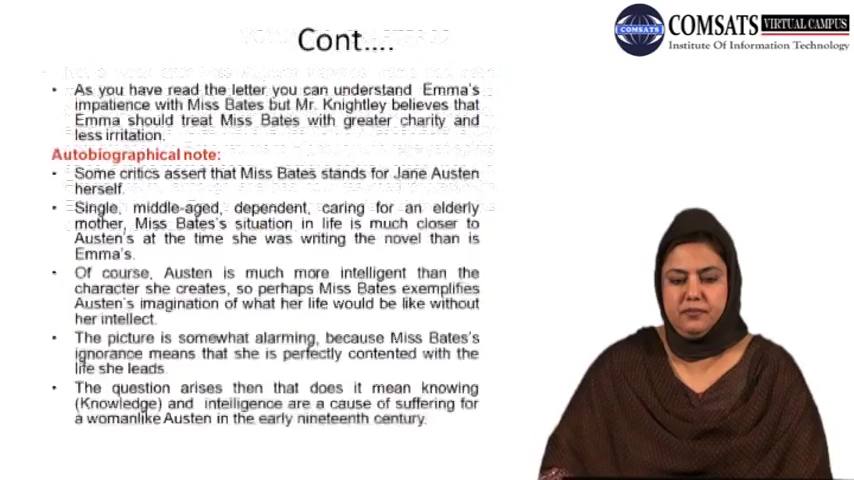 Cont....
COMSATS VIRTUAL CAMPUS
Institute Of Information Technology
COMSATS
• As you have read the letter you can understand Emma's
impatience with Miss Bates but Mr. Knightley believes that
Emma should treat Miss Bates with greater charity and
less irritation.
Autobiographical note:
• Some critics assert that Miss Bates stands for Jane Austen
herself.
• Single, middle-aged, dependent, caring for an elderly
mother, Miss Bates's situation in life is much closer to
Austen's at the time she was writing the novel than is
Emma's.
• Of course, Austen is much more intelligent than the
character she creates, so perhaps Miss Bates exemplifies
Austen's imagination of what her life would be like without
her intellect.
• The picture is somewhat alarming, because Miss Bates's
ignorance means that she is perfectly contented with the
life she leads.
• The question arises then that does it mean knowing
(Knowledge) and intelligence are a cause of suffering for
a womanlike Austen in the early nineteenth century.